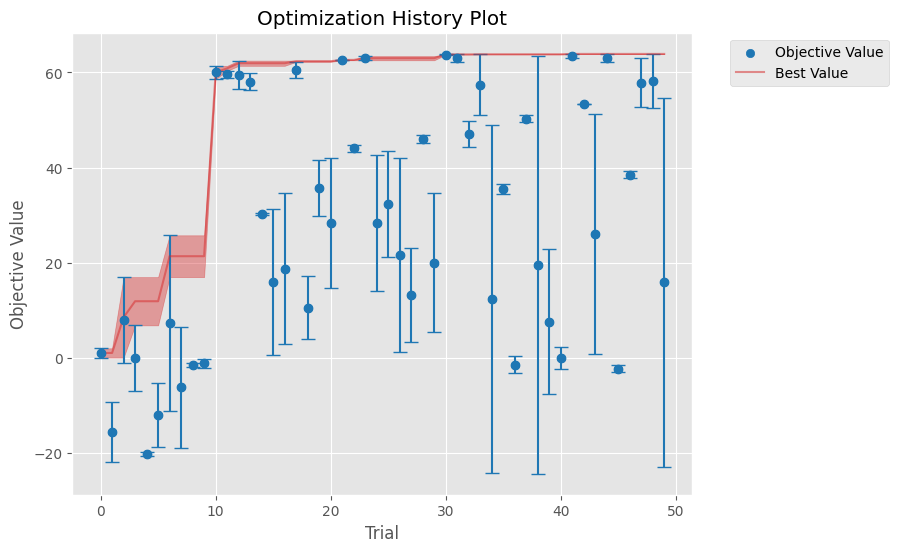 Optimization History Plot
Objective Value
Best Value
Objective Value
60
40
20
0
−20
0 10 20 30 40 50
Trial